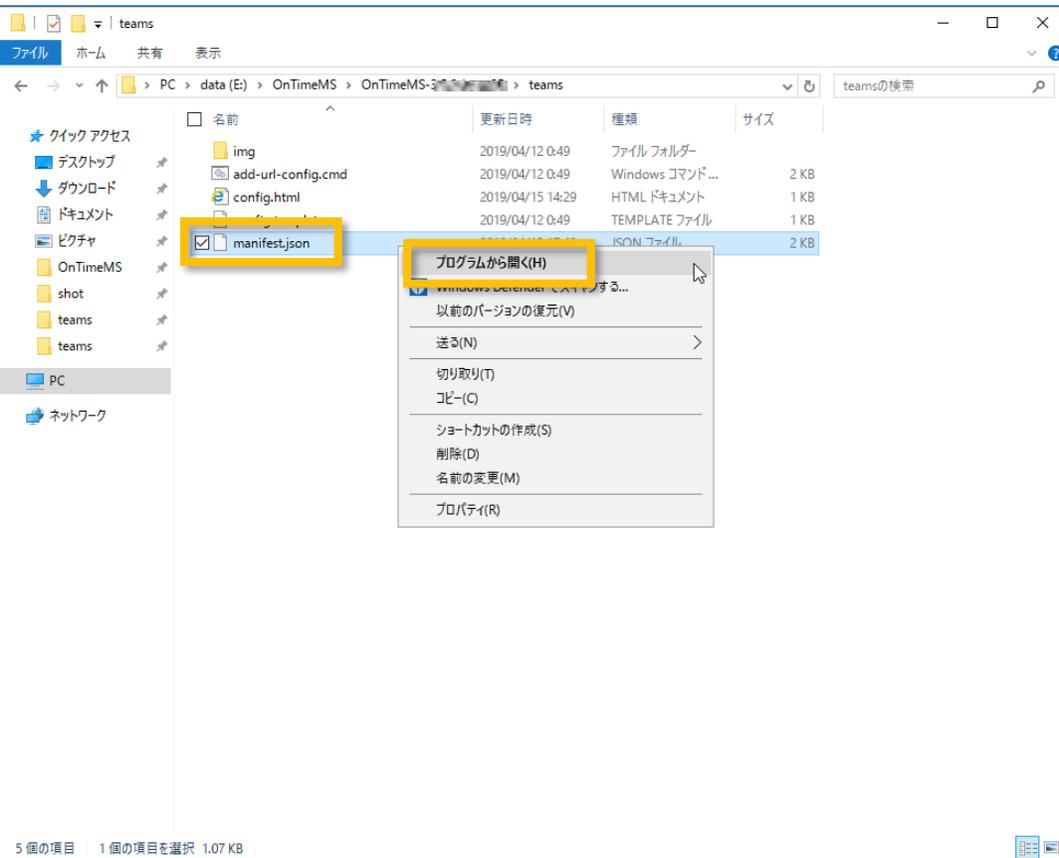 teams
ファイル ホーム 共有 表示
PC > data (E:) > OnTimeMS > OnTimeMS- > teams
teamsの検索
クイック アクセス
デスクトップ
ダウンロード
ドキュメント
ピクチャ
OnTimeMS
shot
teams
teams
PC
ネットワーク
名前 更新日時 種類 サイズ
img 2019/04/12 0:49 ファイル フォルダー
add-url-config.cmd 2019/04/12 0:49 Windows コマンド ... 2 KB
config.html 2019/04/15 14:29 HTML ドキュメント 1 KB
2019/04/12 0:49 TEMPLATE ファイル 1 KB
manifest.json JSON ファイル 2 KB
プログラムから開く(H)
Windows Defender でスキャンする...
以前のバージョンの復元(V)
送る(N)
切り取り(T)
コピー(C)
ショートカットの作成(S)
削除(D)
名前の変更(M)
プロパティ(R)
5 個の項目 1 個の項目を選択 1.07 KB